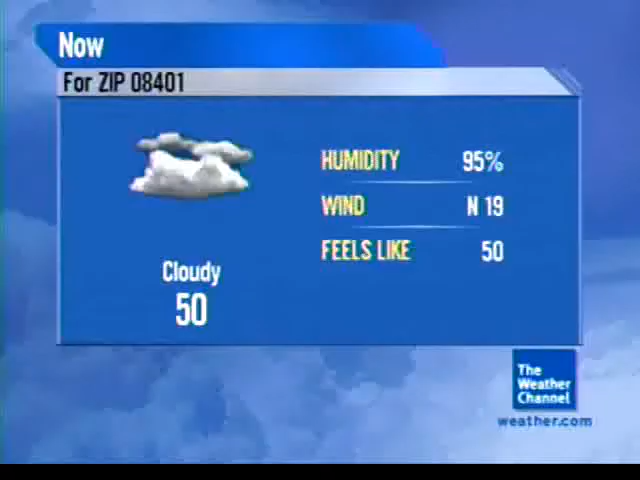 Now
For ZIP 08401
HUMIDITY 95%
WIND N 19
FEELS LIKE 50
Cloudy
50
The
Weather
Channel
weather.com